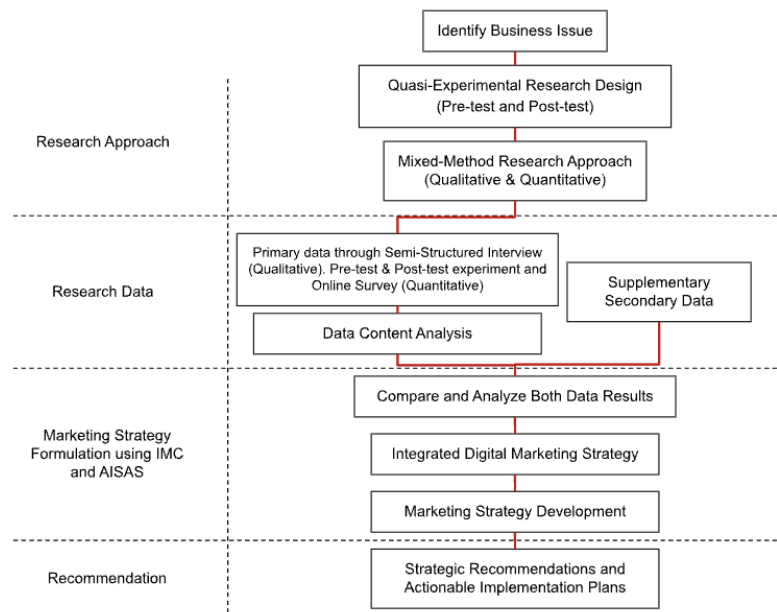 Identify Business Issue
Quasi-Experimental Research Design
(Pre-test and Post-test)
Research Approach
Mixed-Method Research Approach
(Qualitative & Quantitative)
Primary data through Semi-Structured Interview
(Qualitative). Pre-test & Post-test experiment and
Online Survey (Quantitative)
Research Data
Supplementary
Secondary Data
Data Content Analysis
Compare and Analyze Both Data Results
Marketing Strategy
Formulation using IMC
and AISAS
Integrated Digital Marketing Strategy
Marketing Strategy Development
Recommendation
Strategic Recommendations and
Actionable Implementation Plans